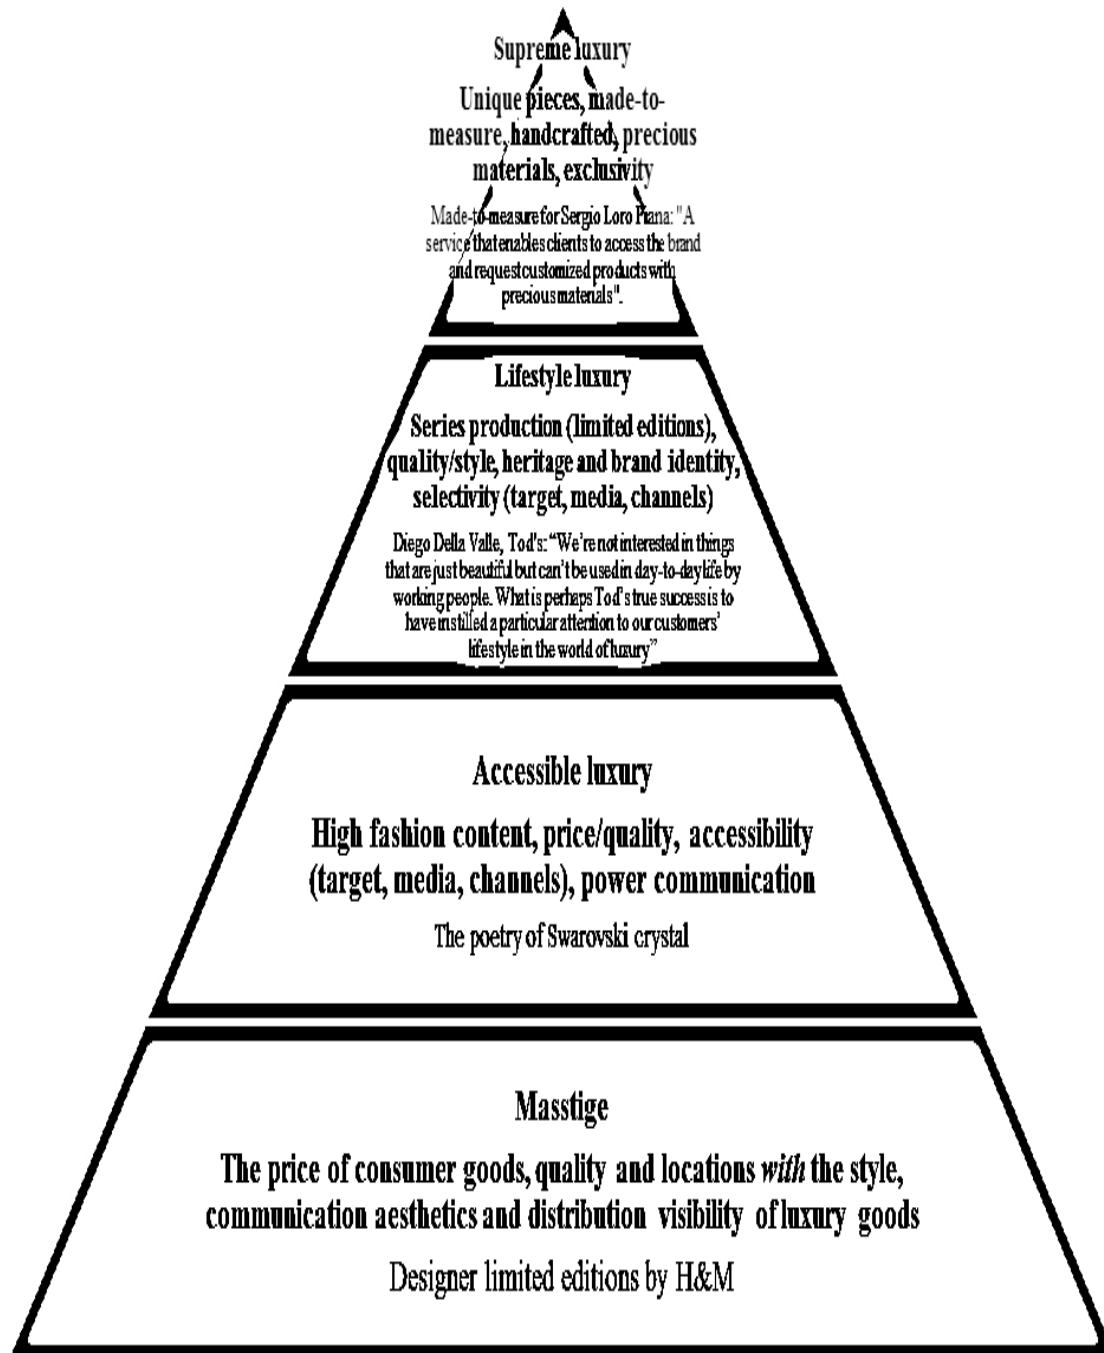 Supreme luxury
Unique pieces, made-to-
measure, handcrafted, precious
materials, exclusivity
Made-to-measure for Sergio Loro Piana: "A
service that enables clients to access the brand
and request customized products with
precious materials".
Lifestyle luxury
Series production (limited editions),
quality/style, heritage and brand identity,
selectivity (target, media, channels)
Diego Della Valle, Tod's: “We’re not interested in things
that are just beautiful but can’t be used in day-to-day life by
working people. What is perhaps Tod’s true success is to
have instilled a particular attention to our customers’
lifestyle in the world of luxury”
Accessible luxury
High fashion content, price/quality, accessibility
(target, media, channels), power communication
The poetry of Swarovski crystal
Masstige
The price of consumer goods, quality and locations with the style,
communication aesthetics and distribution visibility of luxury goods
Designer limited editions by H&M